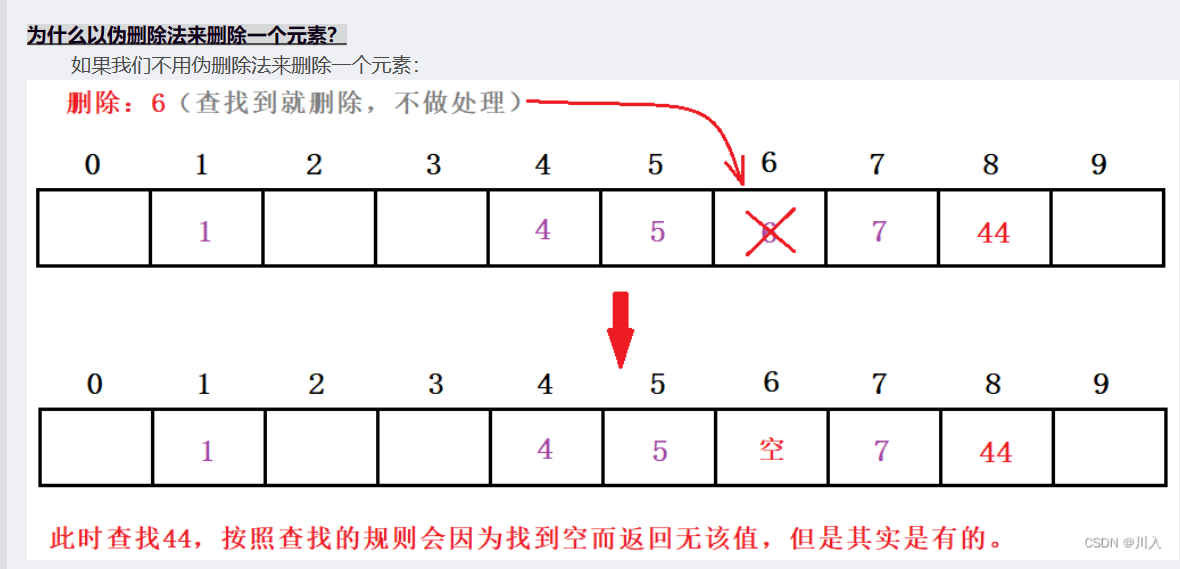 为什么以伪删除法来删除一个元素？
如果我们不用伪删除法来删除一个元素：
删除：6（查找到就删除，不做处理）
0 1 2 3 4 5 6 7 8 9
1 4 5 6 7 44
0 1 2 3 4 5 6 7 8 9
1 4 5 空 7 44
此时查找44，按照查找的规则会因为找到空而返回无该值，但是其实是有的。
CSDN @川入